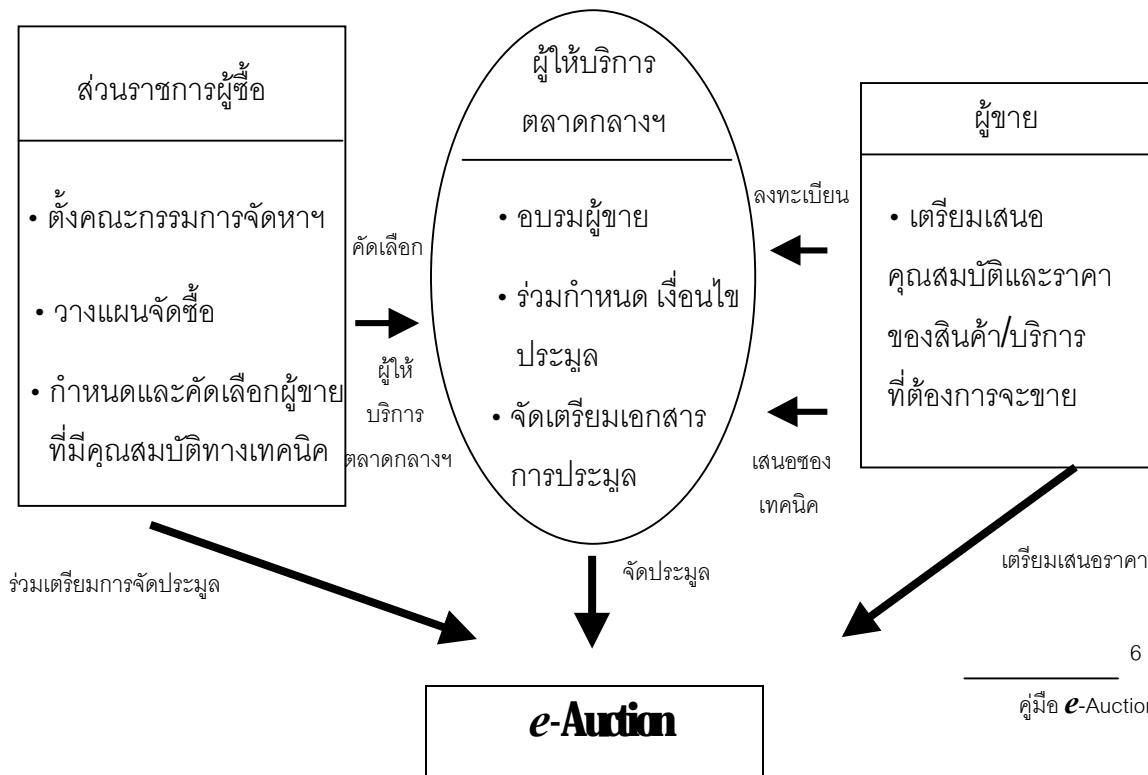 ส่วนราชการผู้ซื้อ
• ตั้งคณะกรรมการจัดหาฯ
• วางแผนจัดซื้อ
• กำหนดและคัดเลือกผู้ขาย
ที่มีคุณสมบัติทางเทคนิค
คัดเลือก
ผู้ให้
บริการ
ตลาดกลางฯ
ผู้ให้บริการ
ตลาดกลางฯ
• อบรมผู้ขาย
• ร่วมกำหนด เงื่อนไข
ประมูล
• จัดเตรียมเอกสาร
การประมูล
ลงทะเบียน
เสนอซอง
เทคนิค
ผู้ขาย
• เตรียมเสนอ
คุณสมบัติและราคา
ของสินค้า/บริการ
ที่ต้องการจะขาย
ร่วมเตรียมการจัดประมูล
จัดประมูล
เตรียมเสนอราคา
e-Auction
6
คู่มือ e-Auction